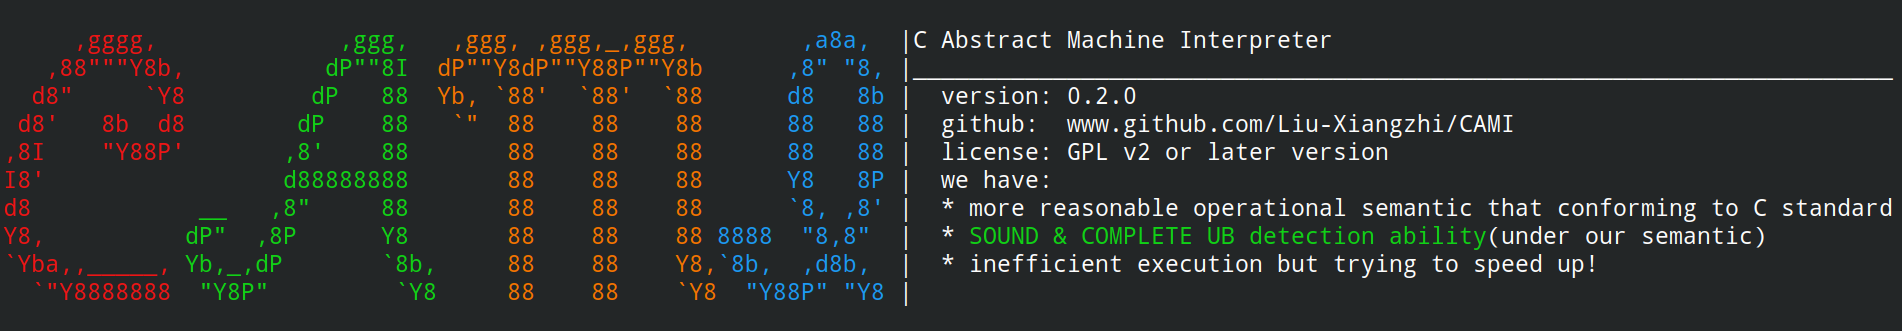 CAMI
C Abstract Machine Interpreter
version: 0.2.0
github: www.github.com/Liu-Xiangzhi/CAMI
license: GPL v2 or later version
we have:
* more reasonable operational semantic that conforming to C standard
* SOUND & COMPLETE UB detection ability(under our semantic)
* inefficient execution but trying to speed up!